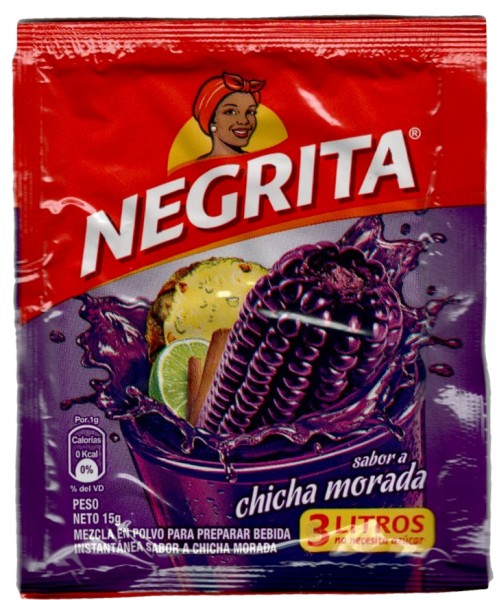 NEGRITA®
Por.1g
Calorías
0 Kcal
0%
% del VD
PESO
NETO 15g
MEZCLA EN POLVO PARA PREPARAR BEBIDA
INSTANTÁNEA SABOR A CHICHA MORADA
sabor a
chicha morada
3 LITROS
no necesita azúcar